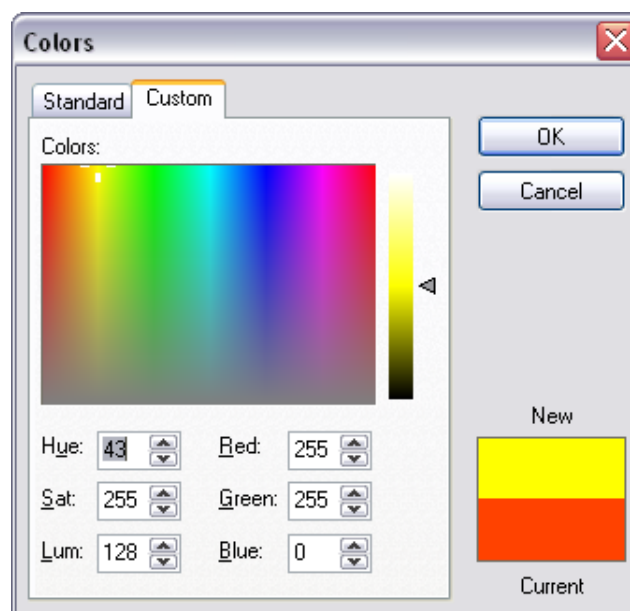 Colors
Standard Custom
OK
Colors:
Cancel
Hue: 43 Red: 255
New
Sat: 255 Green: 255
Lum: 128 Blue: 0
Current